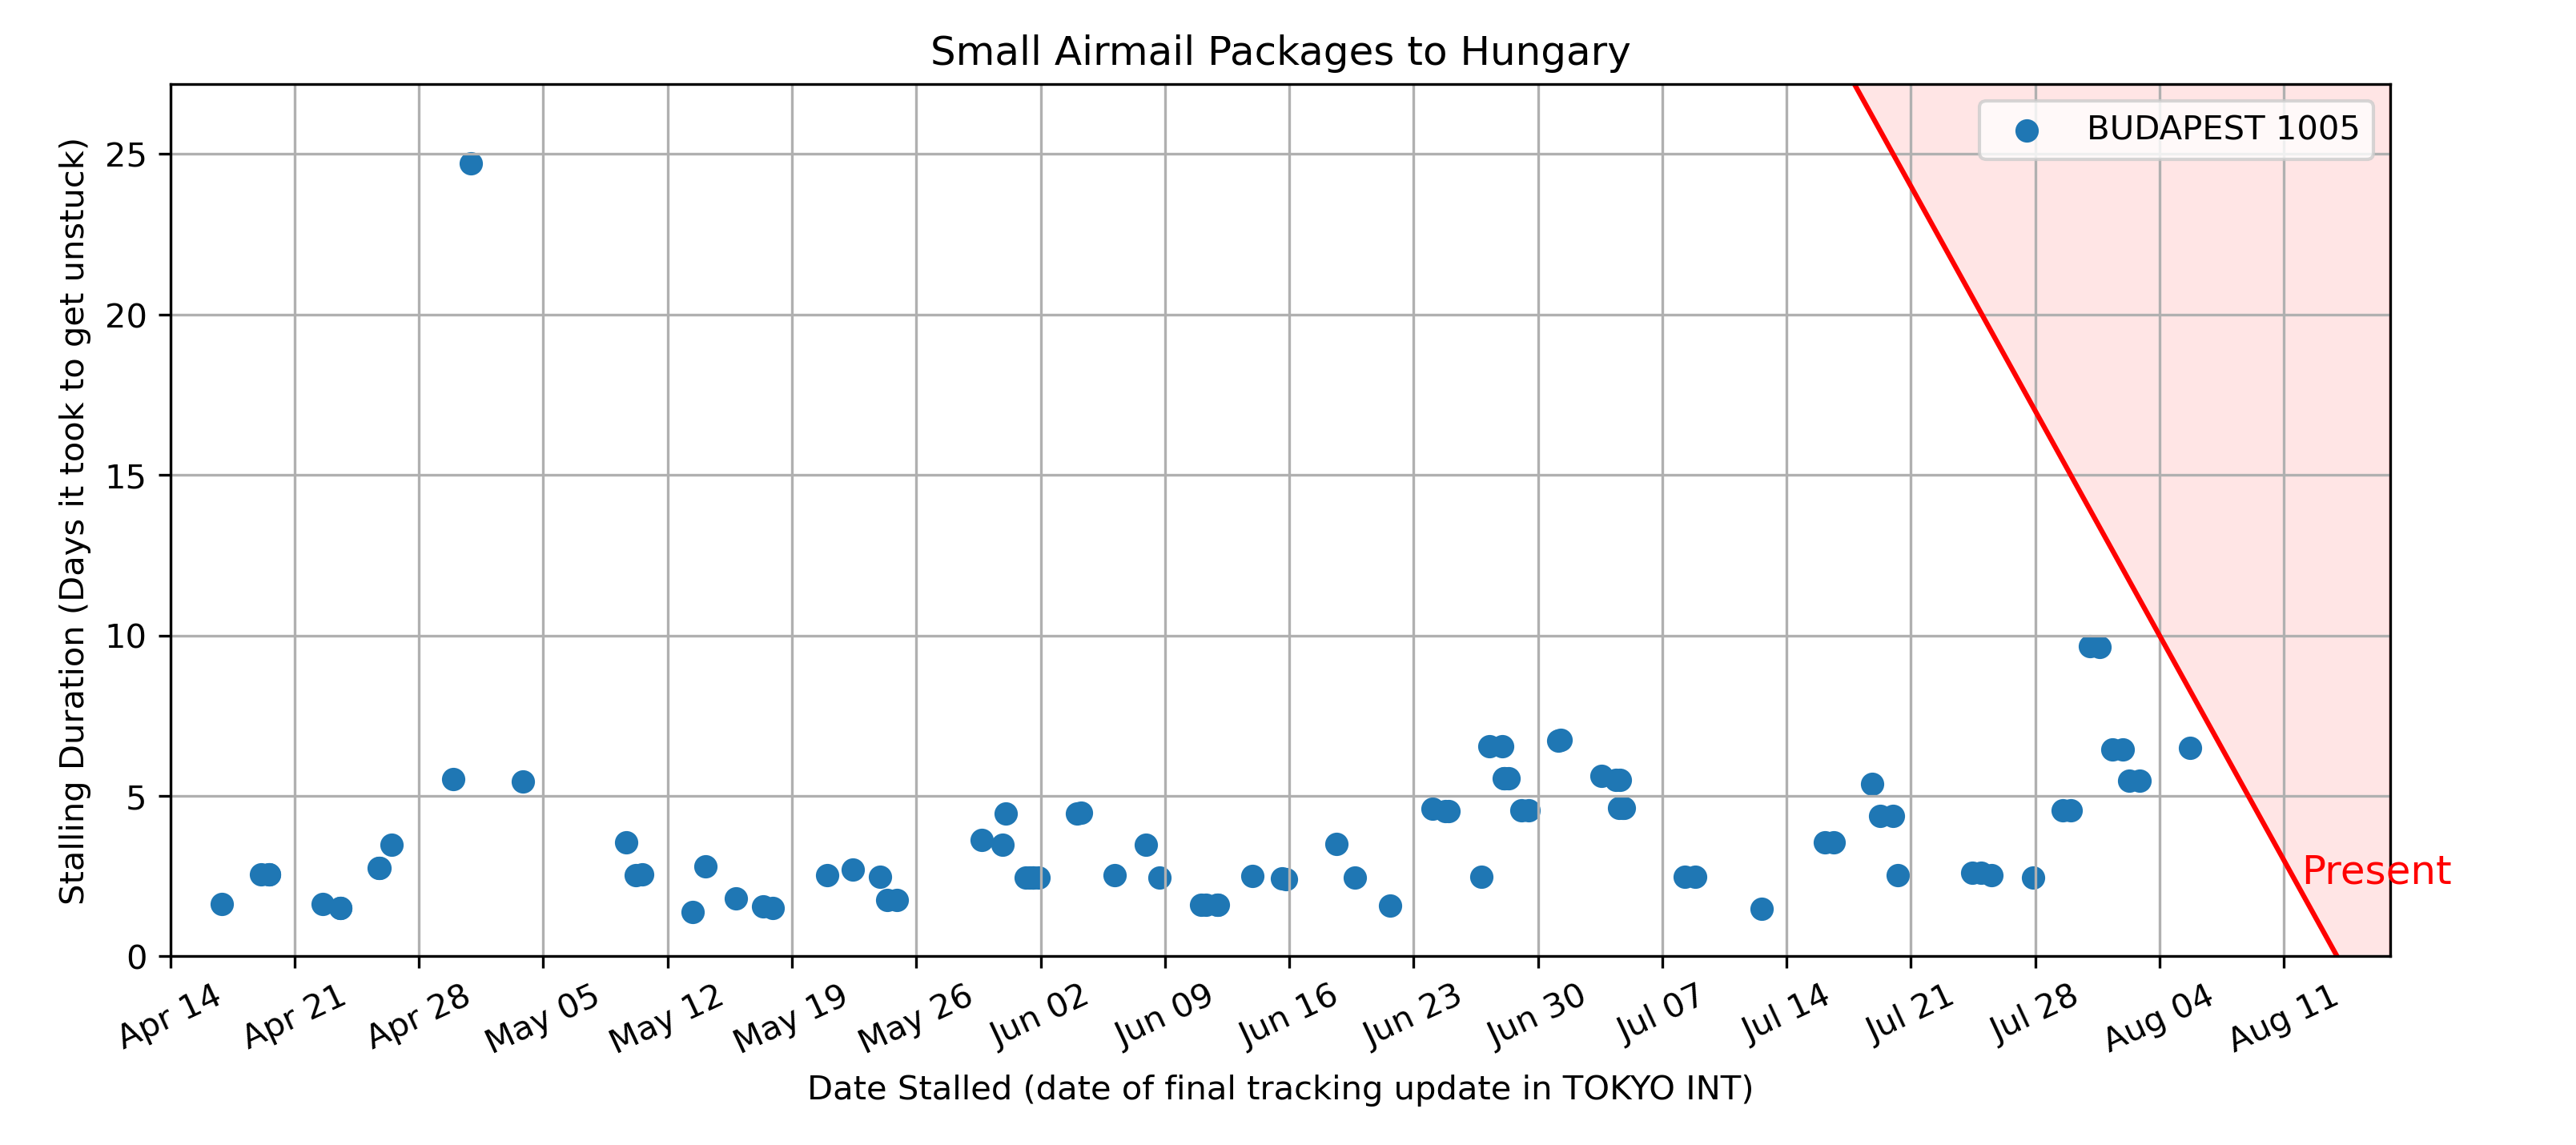 Small Airmail Packages to Hungary
BUDAPEST 1005
Stalling Duration (Days it took to get unstuck)
25
20
15
10
5
0
Present
Apr 14
Apr 21
Apr 28
May 05
May 12
May 19
May 26
Jun 02
Jun 09
Jun 16
Jun 23
Jun 30
Jul 07
Jul 14
Jul 21
Jul 28
Aug 04
Aug 11
Date Stalled (date of final tracking update in TOKYO INT)